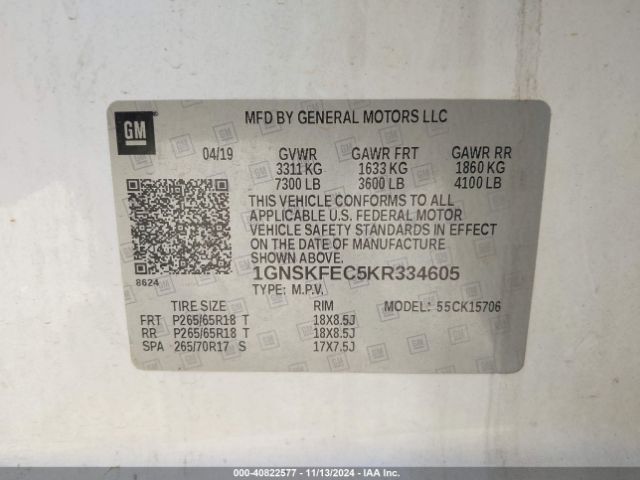 GM
MFD BY GENERAL MOTORS LLC
04/19 GVWR GAWR FRT GAWR RR
3311 KG 1633 KG 1860 KG
7300 LB 3600 LB 4100 LB
THIS VEHICLE CONFORMS TO ALL
APPLICABLE U.S. FEDERAL MOTOR
VEHICLE SAFETY STANDARDS IN EFFECT
ON THE DATE OF MANUFACTURE
SHOWN ABOVE.
1GNSKFEC5KR334605
8624
TYPE: M.P.V.
TIRE SIZE RIM MODEL: 55CK15706
FRT P265/65R18 T 18X8.5J
RR P265/65R18 T 18X8.5J
SPA 265/70R17 S 17X7.5J
000-40822577 - 11/13/2024 - IAAI.COM